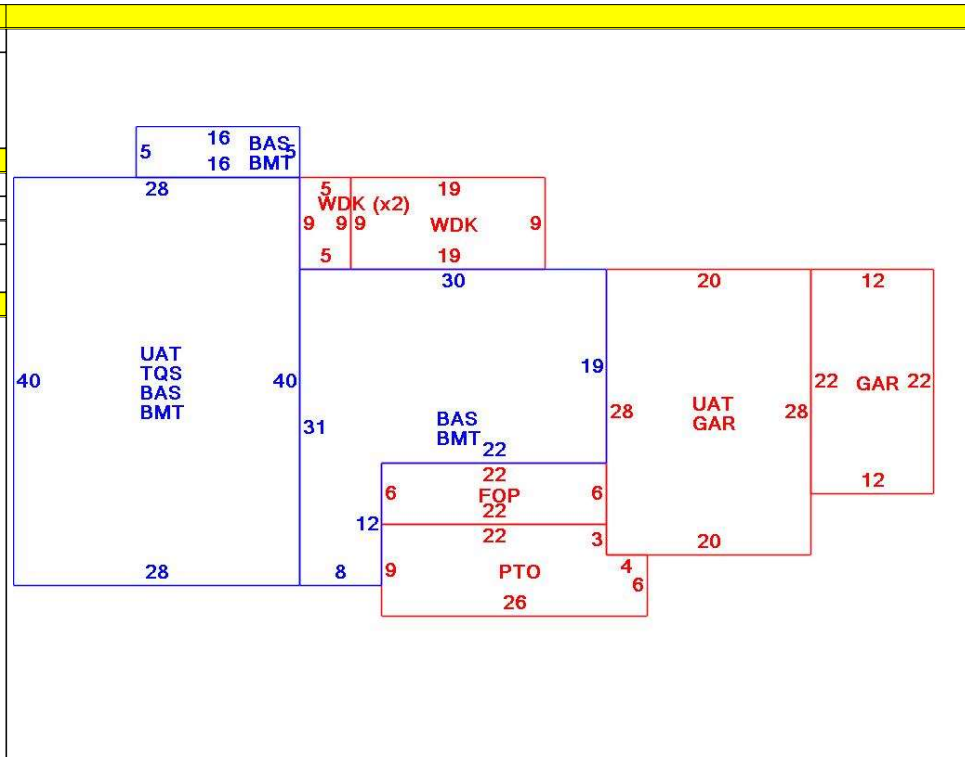 16 BAS
5 5
16 BMT
28
5 19
WDK (x2)
9 9 9 WDK 9
5 19
30 20 12
UAT
TQS
BAS
BMT
40 40
19
22 GAR 22
UAT
GAR
28 28
31
BAS
BMT
22
22
6 FOP 6
22
12
22 3
12
20
28 8 9 PTO 4
6
26